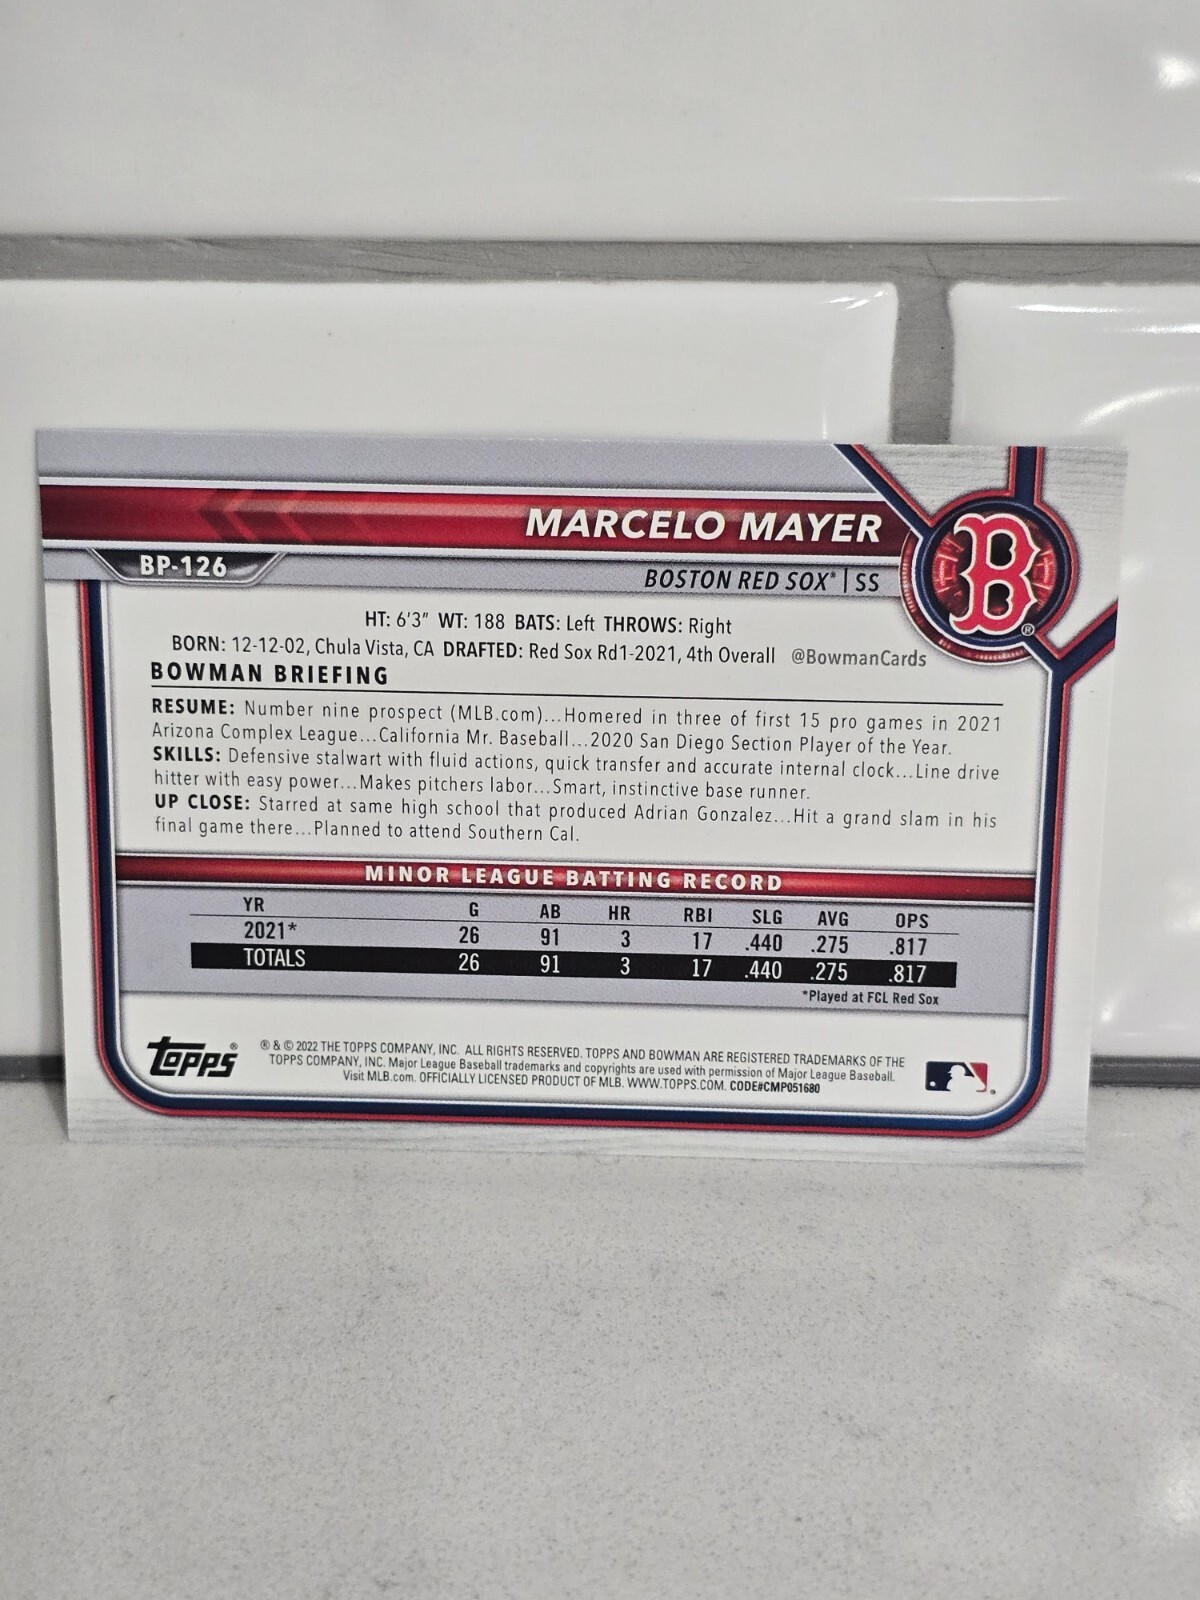 MARCELO MAYER
BP-126
BOSTON RED SOX® | SS
B ®
HT: 6'3" WT: 188 BATS: Left THROWS: Right
BORN: 12-12-02, Chula Vista, CA DRAFTED: Red Sox Rd1-2021, 4th Overall @BowmanCards
BOWMAN BRIEFING
RESUME: Number nine prospect (MLB.com)...Homered in three of first 15 pro games in 2021
Arizona Complex League...California Mr. Baseball...2020 San Diego Section Player of the Year.
SKILLS: Defensive stalwart with fluid actions, quick transfer and accurate internal clock...Line drive
hitter with easy power...Makes pitchers labor...Smart, instinctive base runner.
UP CLOSE: Starred at same high school that produced Adrian Gonzalez...Hit a grand slam in his
final game there...Planned to attend Southern Cal.
MINOR LEAGUE BATTING RECORD
YR G AB HR RBI SLG AVG OPS
2021* 26 91 3 17 .440 .275 .817
TOTALS 26 91 3 17 .440 .275 .817
*Played at FCL Red Sox
topps®
® & © 2022 THE TOPPS COMPANY, INC. ALL RIGHTS RESERVED. TOPPS AND BOWMAN ARE REGISTERED TRADEMARKS OF THE
TOPPS COMPANY, INC. Major League Baseball trademarks and copyrights are used with permission of Major League Baseball.
Visit MLB.com. OFFICIALLY LICENSED PRODUCT OF MLB. WWW.TOPPS.COM. CODE#CMP051680